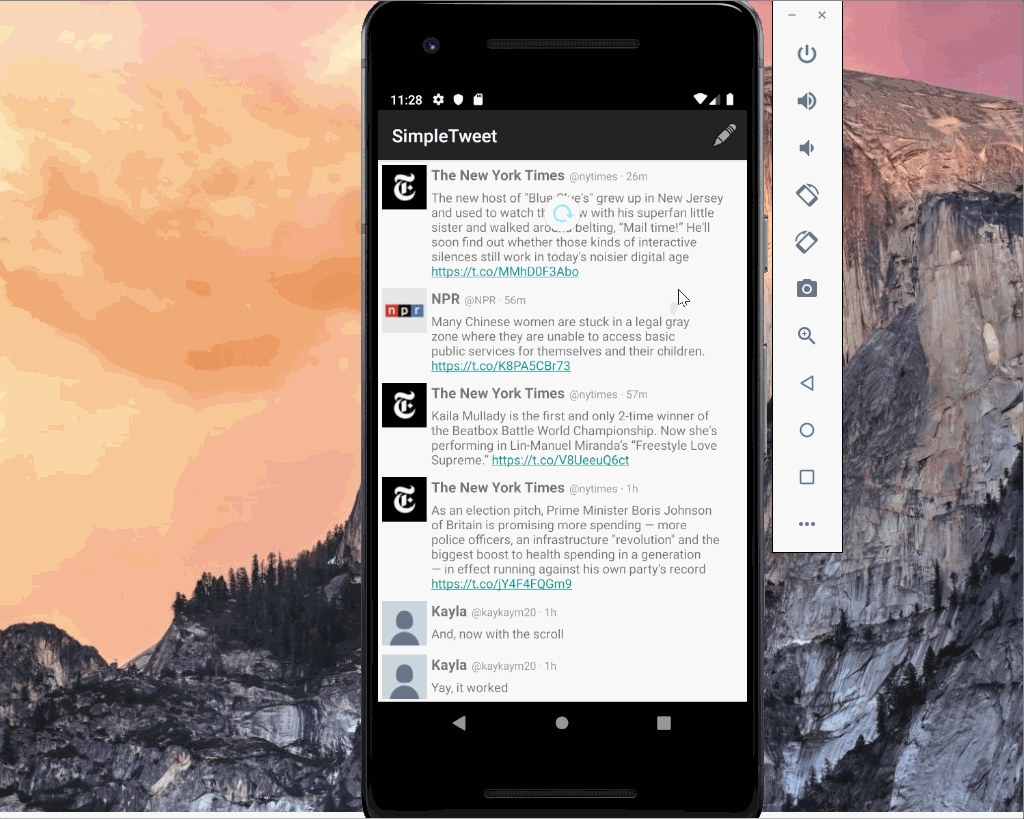 11:28
SimpleTweet
The New York Times @nytimes · 26m
The new host of "Blue Clue's" grew up in New Jersey
and used to watch th w with his superfan little
sister and walked around belting, “Mail time!” He'll
soon find out whether those kinds of interactive
silences still work in today's noisier digital age
https://t.co/MMhD0F3Abo
npr
NPR @NPR · 56m
Many Chinese women are stuck in a legal gray
zone where they are unable to access basic
public services for themselves and their children.
https://t.co/K8PA5CBr73
The New York Times @nytimes · 57m
Kaila Mullady is the first and only 2-time winner of
the Beatbox Battle World Championship. Now she's
performing in Lin-Manuel Miranda's “Freestyle Love
Supreme.” https://t.co/V8UeeuQ6ct
The New York Times @nytimes · 1h
As an election pitch, Prime Minister Boris Johnson
of Britain is promising more spending — more
police officers, an infrastructure "revolution" and the
biggest boost to health spending in a generation
— in effect running against his own party's record
https://t.co/jY4F4FQGm9
Kayla @kaykaym20 · 1h
And, now with the scroll
Kayla @kaykaym20 · 1h
Yay, it worked